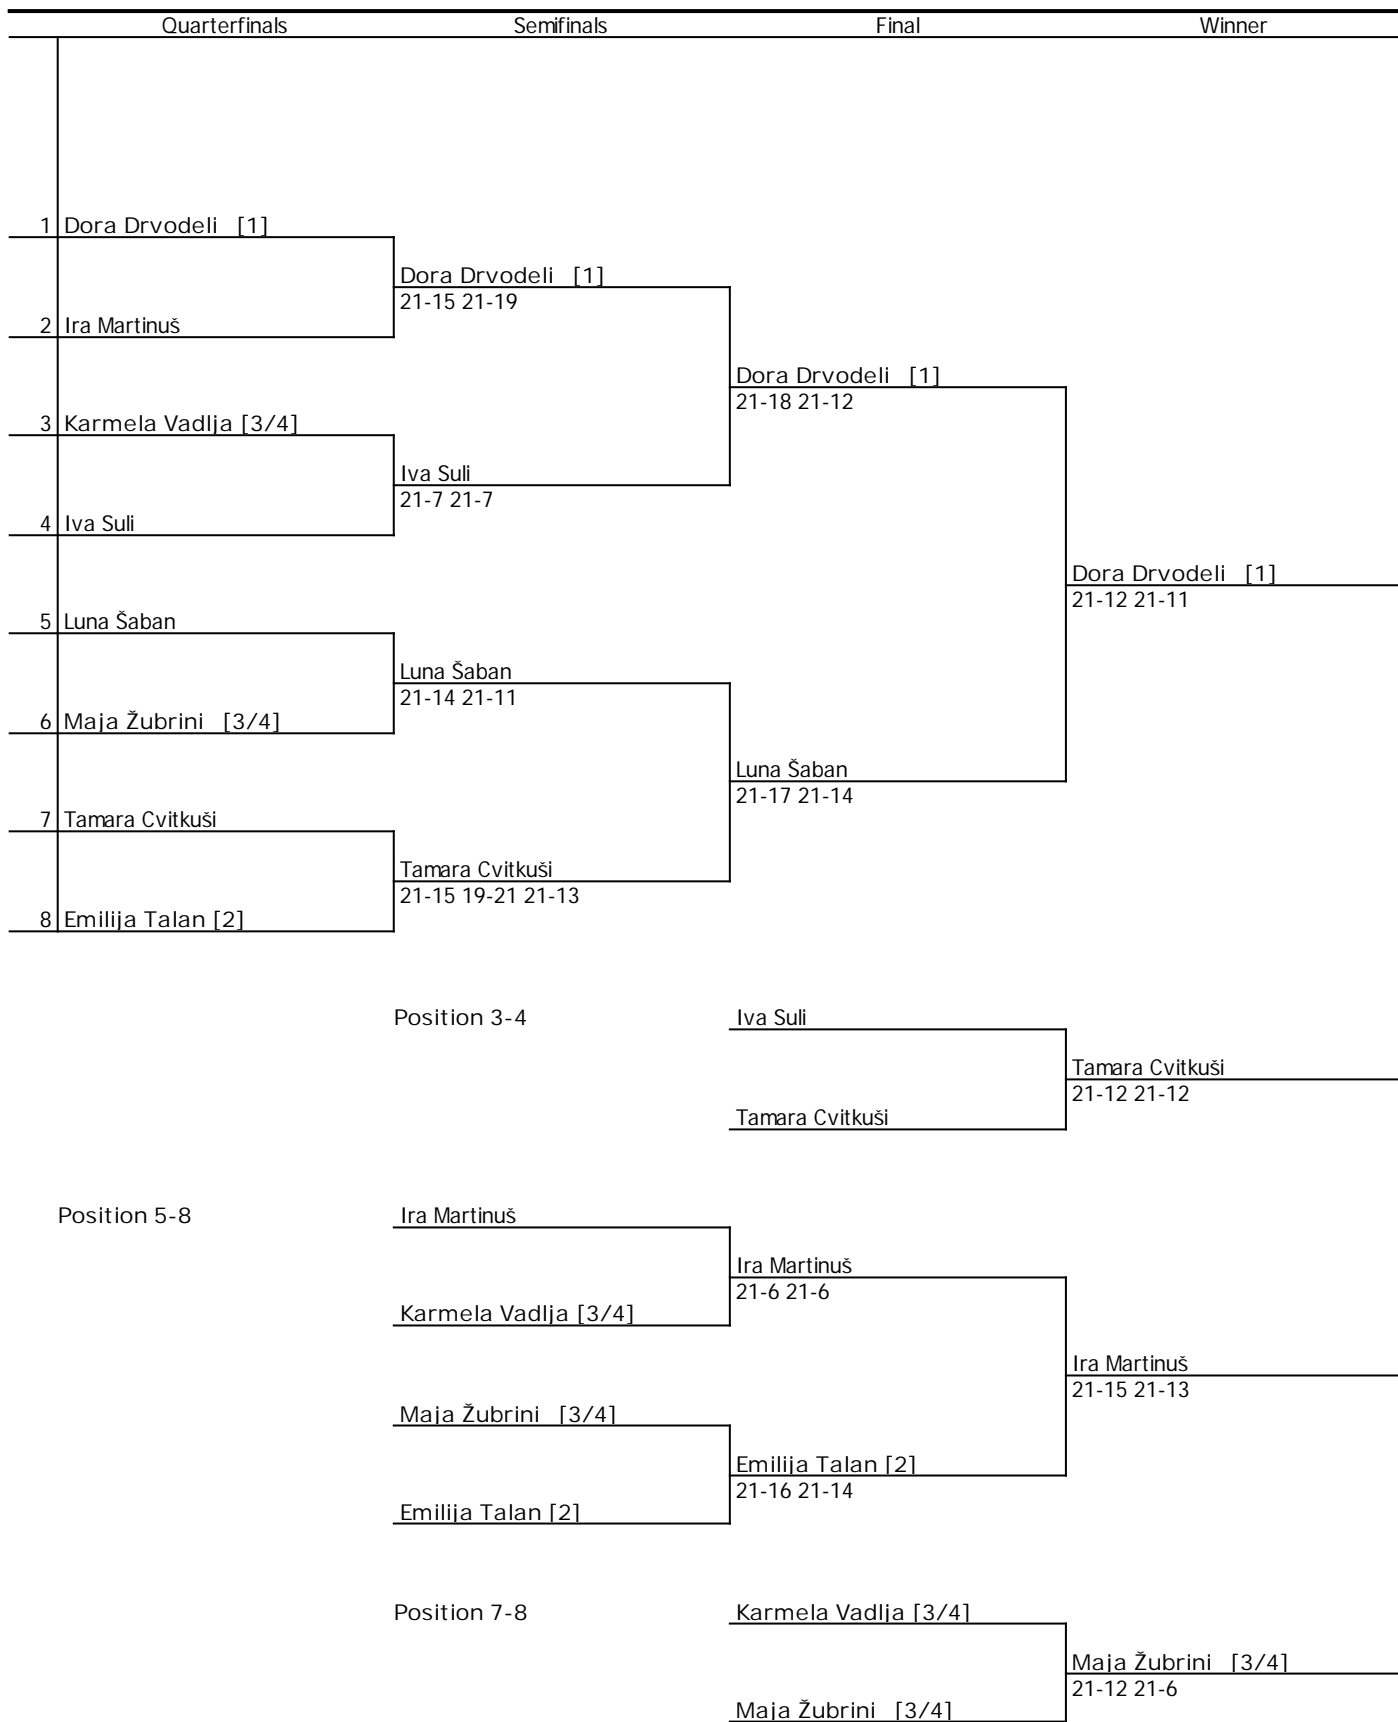 Quarterfinals Semifinals Final Winner
1 Dora Drvodeli [1]
Dora Drvodeli [1]
21-15 21-19
2 Ira Martinuš
Dora Drvodeli [1]
21-18 21-12
3 Karmela Vadlja [3/4]
Iva Suli
21-7 21-7
4 Iva Suli
Dora Drvodeli [1]
21-12 21-11
5 Luna Šaban
Luna Šaban
21-14 21-11
6 Maja Žubrini [3/4]
Luna Šaban
21-17 21-14
7 Tamara Cvitkuši
Tamara Cvitkuši
21-15 19-21 21-13
8 Emilija Talan [2]
Position 3-4 Iva Suli
Tamara Cvitkuši
21-12 21-12
Tamara Cvitkuši
Position 5-8 Ira Martinuš
Ira Martinuš
21-6 21-6
Karmela Vadlja [3/4]
Ira Martinuš
21-15 21-13
Maja Žubrini [3/4]
Emilija Talan [2]
21-16 21-14
Emilija Talan [2]
Position 7-8 Karmela Vadlja [3/4]
Maja Žubrini [3/4]
21-12 21-6
Maja Žubrini [3/4]